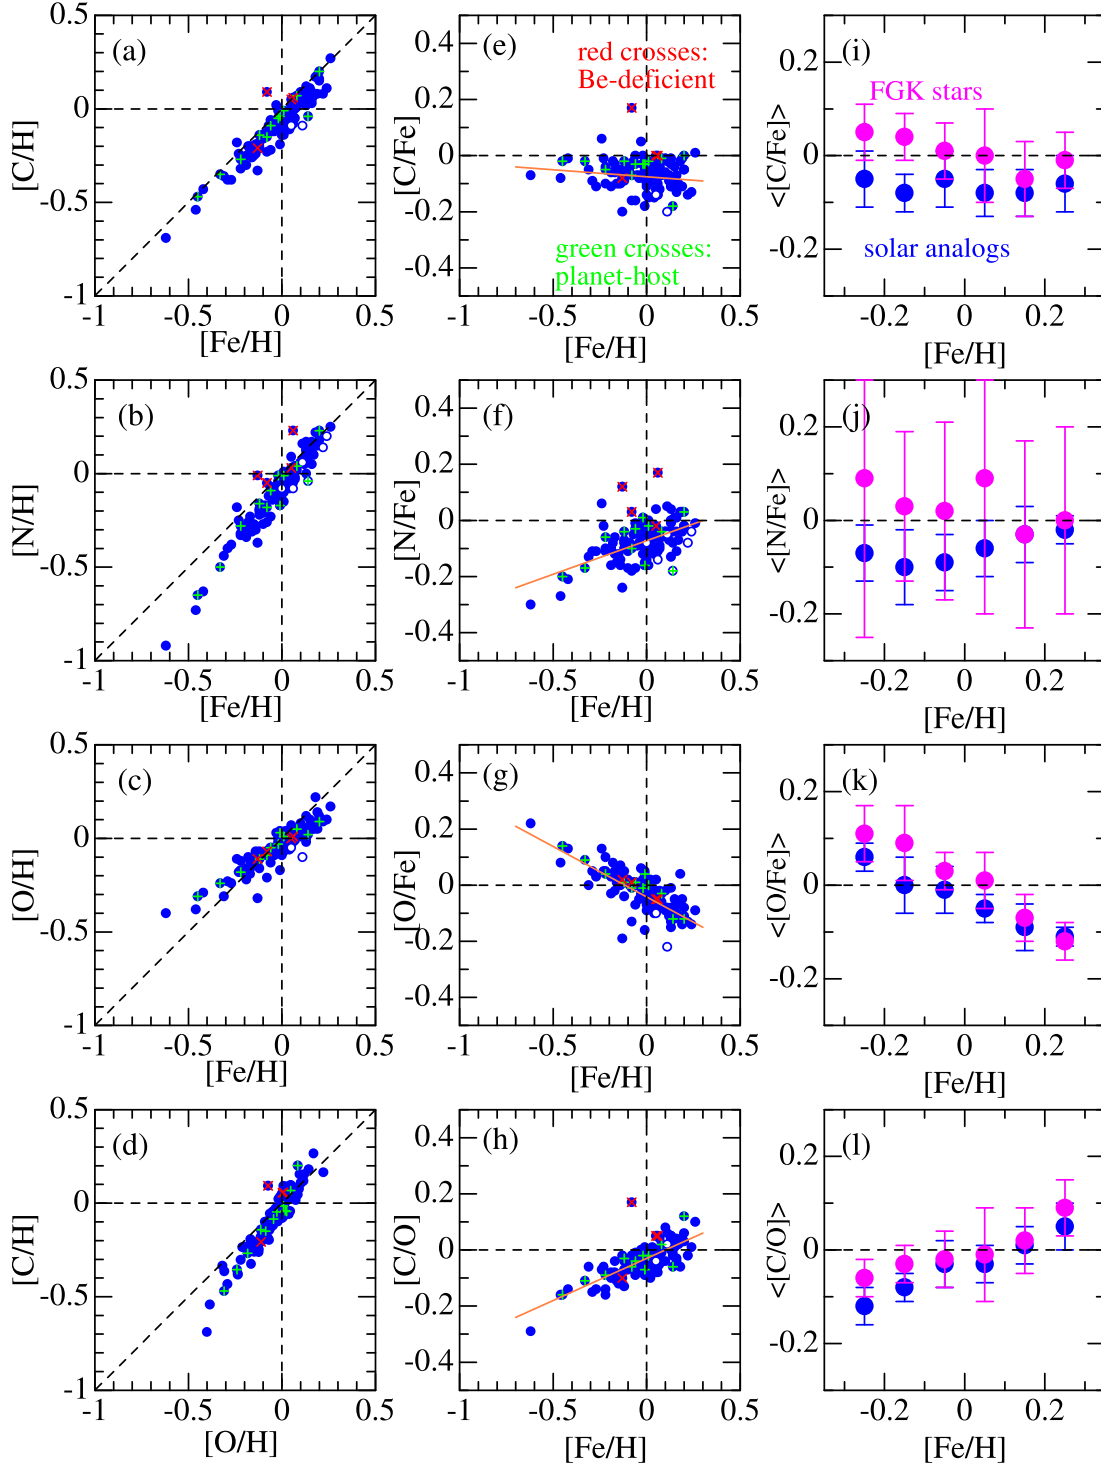 0.5
0
-0.5
-1
-1 -0.5 0 0.5
[C/H]
[Fe/H]
(a)
0.4
0.2
0
-0.2
-0.4
-1 -0.5 0 0.5
[C/Fe]
[Fe/H]
(e)
red crosses:
Be-deficient
green crosses:
planet-host
0.2
0
-0.2
-0.2 0 0.2
<[C/Fe]>
[Fe/H]
(i)
FGK stars
solar analogs
0.5
0
-0.5
-1
-1 -0.5 0 0.5
[N/H]
[Fe/H]
(b)
0.4
0.2
0
-0.2
-0.4
-1 -0.5 0 0.5
[N/Fe]
[Fe/H]
(f)
0.2
0
-0.2
-0.2 0 0.2
<[N/Fe]>
[Fe/H]
(j)
0.5
0
-0.5
-1
-1 -0.5 0 0.5
[O/H]
[Fe/H]
(c)
0.4
0.2
0
-0.2
-0.4
-1 -0.5 0 0.5
[O/Fe]
[Fe/H]
(g)
0.2
0
-0.2
-0.2 0 0.2
<[O/Fe]>
[Fe/H]
(k)
0.5
0
-0.5
-1
-1 -0.5 0 0.5
[C/H]
[O/H]
(d)
0.4
0.2
0
-0.2
-0.4
-1 -0.5 0 0.5
[C/O]
[Fe/H]
(h)
0.2
0
-0.2
-0.2 0 0.2
<[C/O]>
[Fe/H]
(l)